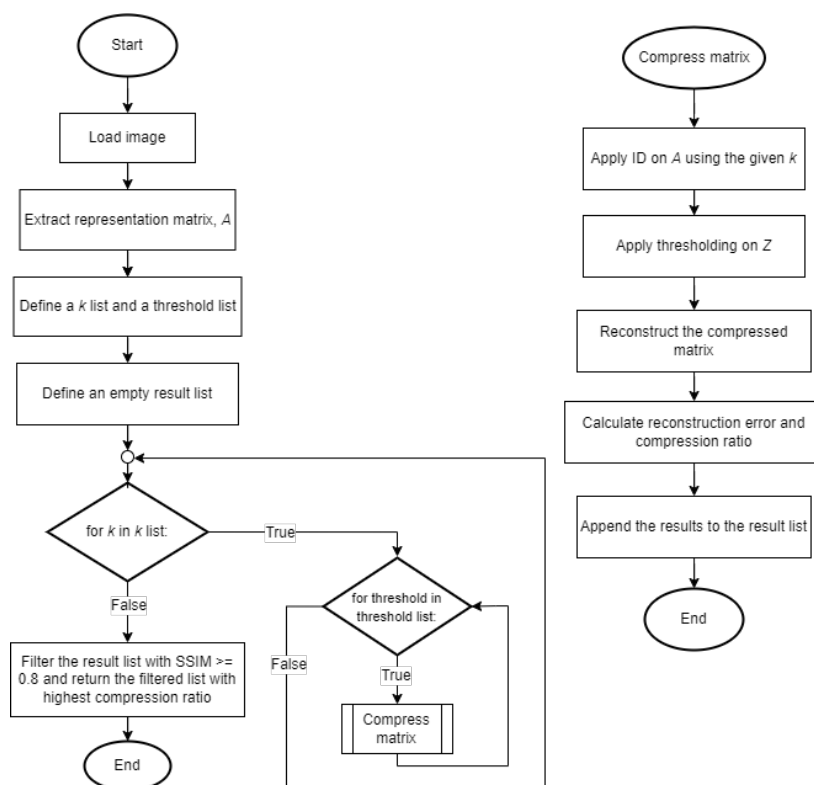 Start
Load image
Extract representation matrix, A
Define a k list and a threshold list
Define an empty result list
for k in k list:
True
False
for threshold in
threshold list:
False
True
Compress
matrix
Filter the result list with SSIM >=
0.8 and return the filtered list with
highest compression ratio
End
Compress matrix
Apply ID on A using the given k
Apply thresholding on Z
Reconstruct the compressed
matrix
Calculate reconstruction error and
compression ratio
Append the results to the result list
End